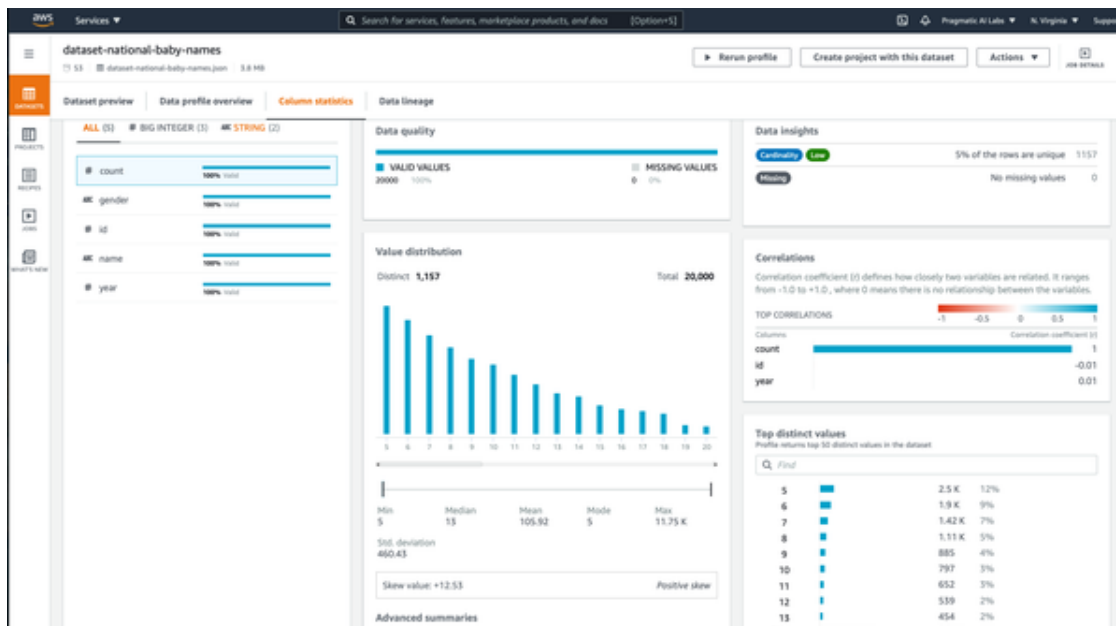 aws Services ▼ Search for services, features, marketplace products, and docs [Option+S] Pragmatic AI Labs ▼ N. Virginia ▼ Suppo
dataset-national-baby-names
S3 dataset-national-baby-names.json 3.8 MB
Rerun profile Create project with this dataset Actions ▼ JOB DETAILS
DATASETS
PROJECTS
RECIPES
JOBS
WHAT'S NEW
Dataset preview Data profile overview Column statistics Data lineage
ALL (5) # BIG INTEGER (3) ABC STRING (2)
# count 100% Valid
ABC gender 100% Valid
# id 100% Valid
ABC name 100% Valid
# year 100% Valid
Data quality
VALID VALUES MISSING VALUES
20000 100% 0 0%
Value distribution
Distinct 1,157 Total 20,000
5 6 7 8 9 10 11 12 13 14 15 16 17 18 19 20
Min Median Mean Mode Max
5 13 105.92 5 11.75 K
Std. deviation
460.43
Skew value: +12.53 Positive skew
Advanced summaries
Data insights
Cardinality Low 5% of the rows are unique 1157
Missing No missing values 0
Correlations
Correlation coefficient (r) defines how closely two variables are related. It ranges
from -1.0 to +1.0, where 0 means there is no relationship between the variables.
TOP CORRELATIONS
-1 -0.5 0 0.5 1
Columns Correlation coefficient (r)
count 1
id -0.01
year 0.01
Top distinct values
Profile returns top 50 distinct values in the dataset
Find
5 2.5 K 12%
6 1.9 K 9%
7 1.42 K 7%
8 1.11 K 5%
9 885 4%
10 797 3%
11 652 3%
12 539 2%
13 454 2%